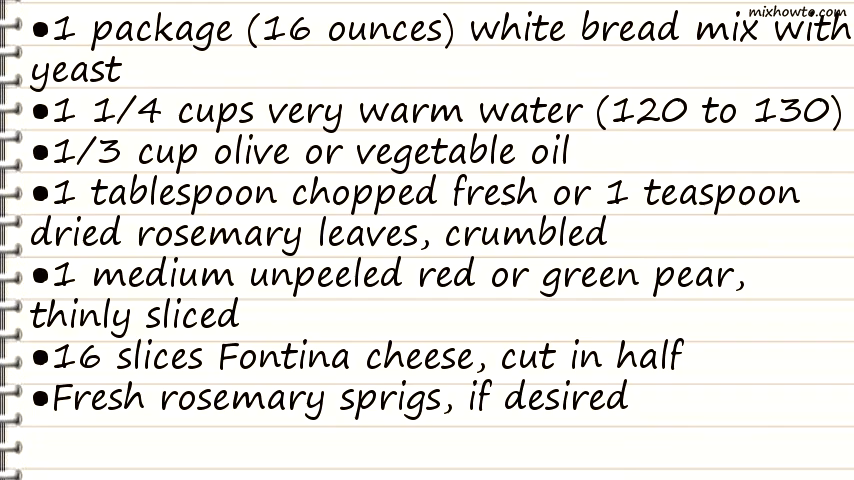 mixhowto.com
•1 package (16 ounces) white bread mix with
yeast
•1 1/4 cups very warm water (120 to 130)
•1/3 cup olive or vegetable oil
•1 tablespoon chopped fresh or 1 teaspoon
dried rosemary leaves, crumbled
•1 medium unpeeled red or green pear,
thinly sliced
•16 slices Fontina cheese, cut in half
•Fresh rosemary sprigs, if desired